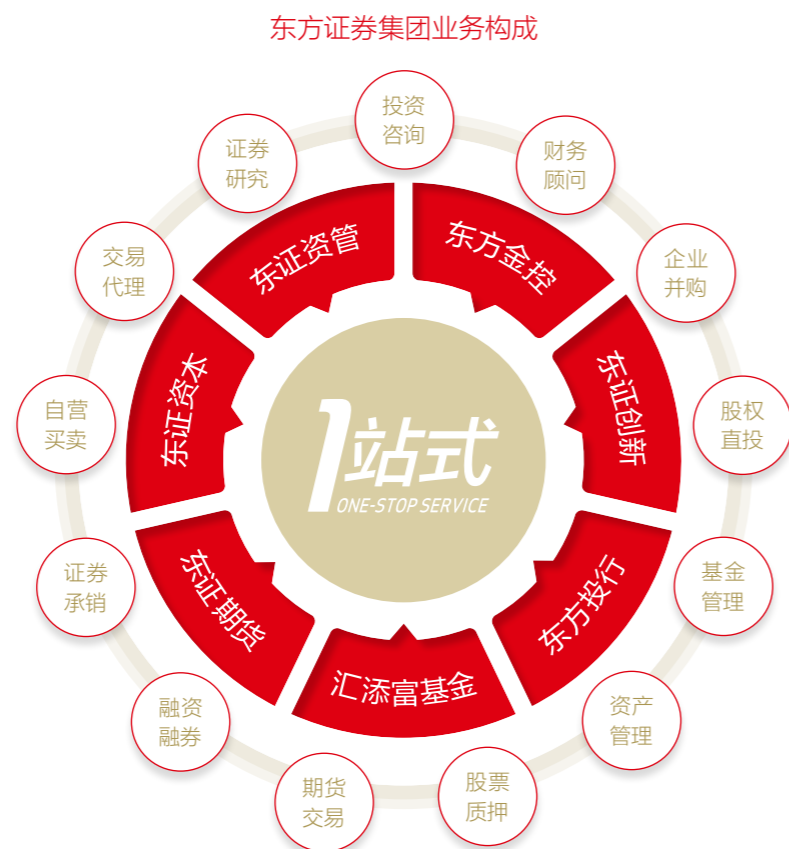 东方证券集团业务构成
投资
咨询
财务
顾问
企业
并购
股权
直投
基金
管理
资产
管理
股票
质押
期货
交易
融资
融券
证券
承销
自营
买卖
交易
代理
证券
研究
东方金控
东证创新
东方投行
汇添富基金
东证期货
东证资本
东证资管
1站式
ONE-STOP SERVICE